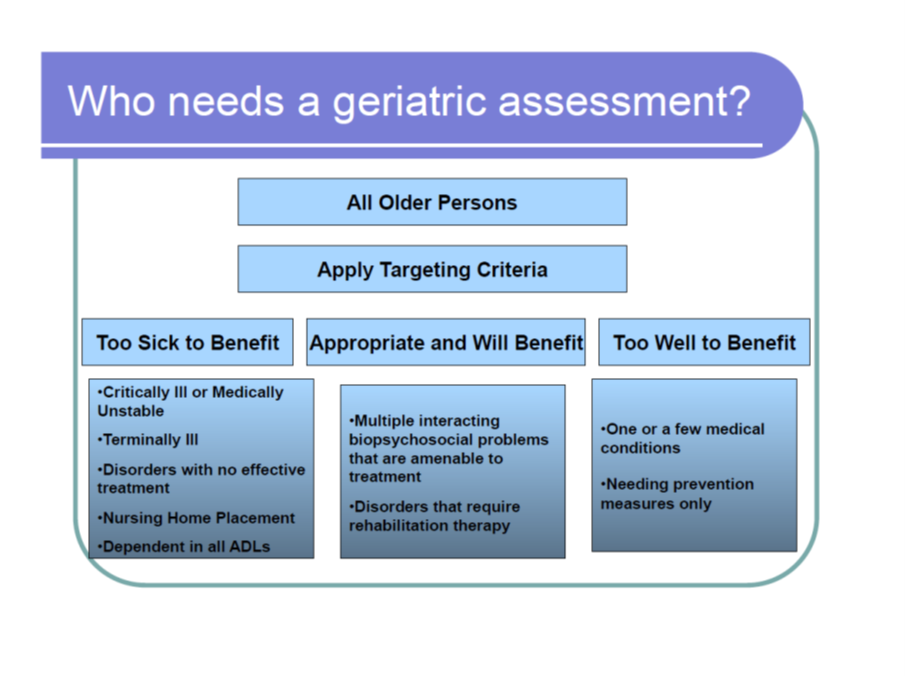 Who needs a geriatric assessment?
All Older Persons
Apply Targeting Criteria
Too Sick to Benefit
•Critically Ill or Medically
Unstable
•Terminally Ill
•Disorders with no effective
treatment
•Nursing Home Placement
•Dependent in all ADLs
Appropriate and Will Benefit
•Multiple interacting
biopsychosocial problems
that are amenable to
treatment
•Disorders that require
rehabilitation therapy
Too Well to Benefit
•One or a few medical
conditions
•Needing prevention
measures only